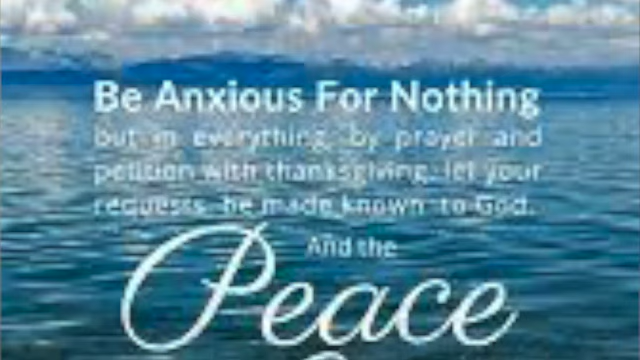 Be Anxious For Nothing
but in everything, by prayer and
petition with thanksgiving, let your
requests be made known to God.
And the
Peace